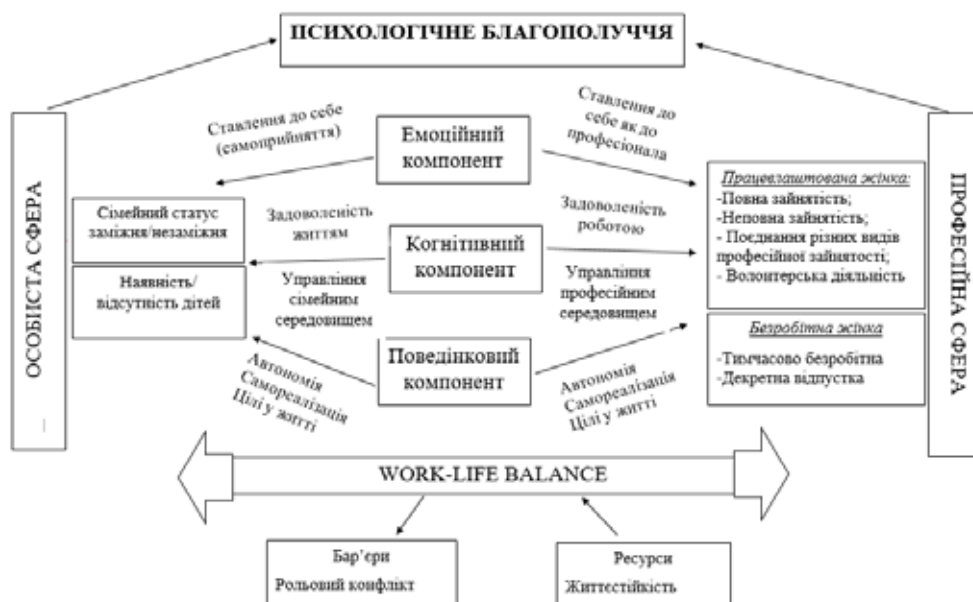 ПСИХОЛОГІЧНЕ БЛАГОПОЛУЧЧЯ
ОСОБИСТА СФЕРА
Ставлення до себе
(самоприйняття)
Емоційний
компонент
Ставлення до
себе як до
професіонала
Сімейний статус
заміжня/незаміжня
Наявність/
відсутність дітей
Задоволеність
життям
Когнітивний
компонент
Задоволеність
роботою
Управління
сімейним
середовищем
Управління
професійним
середовищем
Поведінковий
компонент
Автономія
Самореалізація
Цілі у житті
Автономія
Самореалізація
Цілі у житті
Працевлаштована жінка:
-Повна зайнятість;
-Неповна зайнятість;
- Поєднання різних видів
професійної зайнятості;
- Волонтерська діяльність
Безробітна жінка
-Тимчасово безробітна
-Декретна відпустка
ПРОФЕСІЙНА СФЕРА
WORK-LIFE BALANCE
Бар’єри
Рольовий конфлікт
Ресурси
Життєстійкість